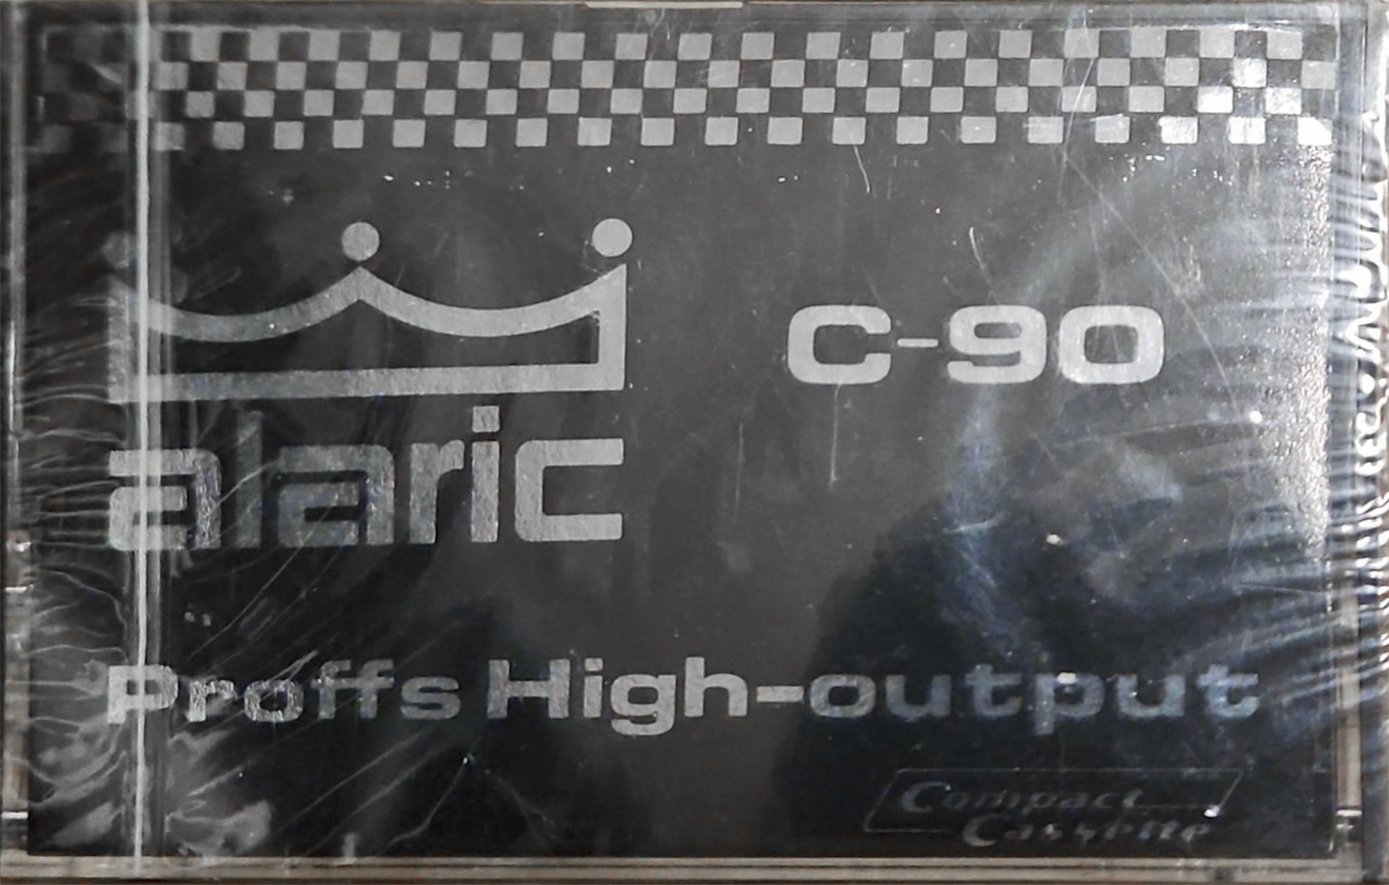 alaric
C-90
Proffs High-output
Compact
Cassette